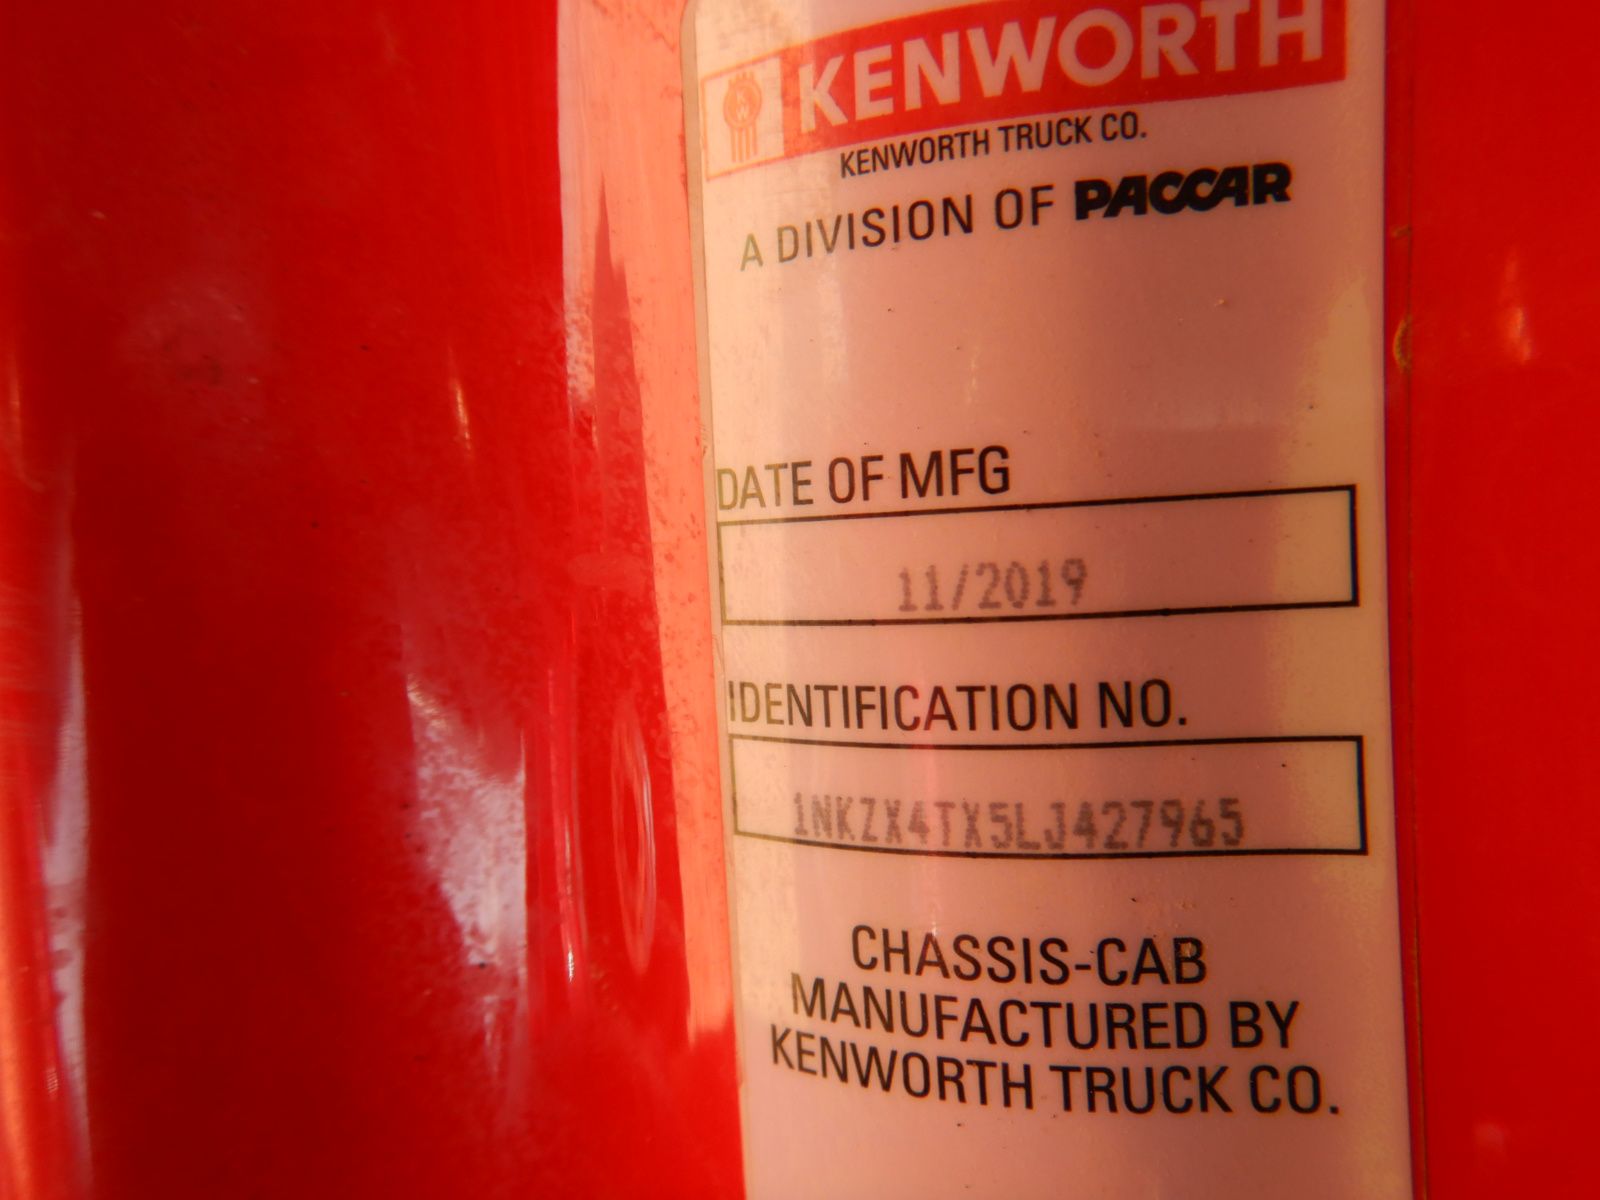 KENWORTH
KENWORTH TRUCK CO.
A DIVISION OF PACCAR
DATE OF MFG
11/2019
IDENTIFICATION NO.
1NKZX4TX5LJ427965
CHASSIS-CAB
MANUFACTURED BY
KENWORTH TRUCK CO.